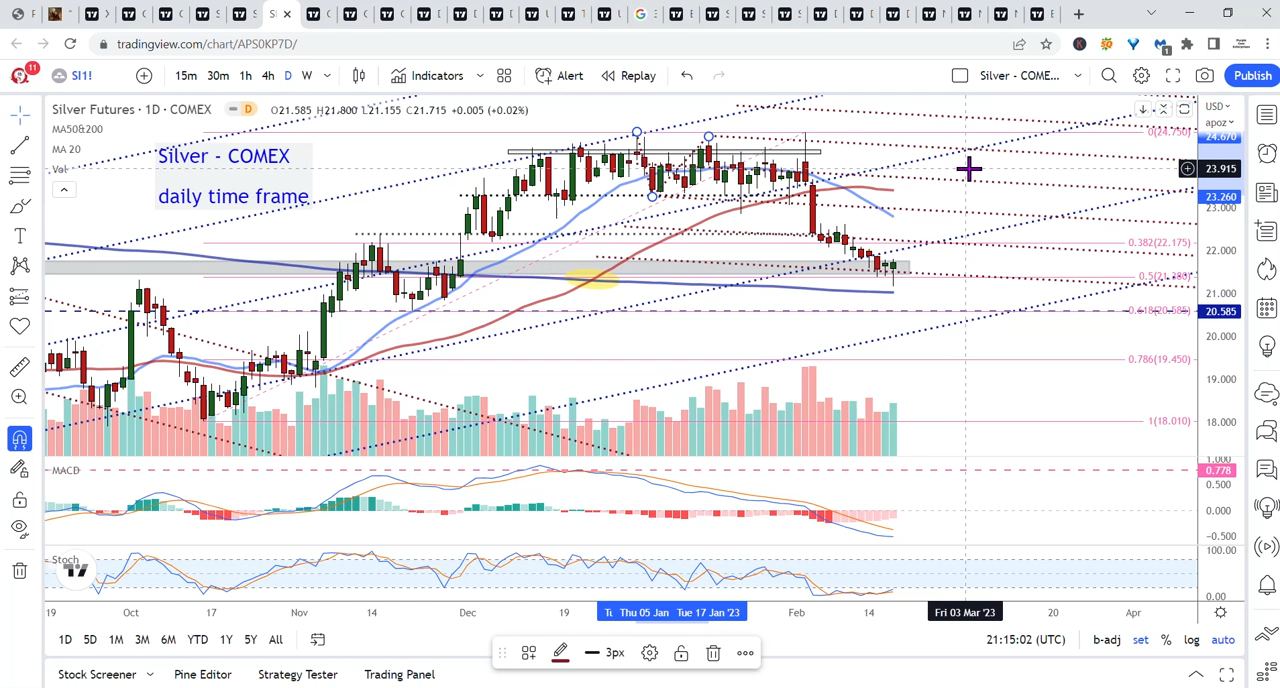 tradingview.com/chart/APS0KP7D/
1
11
SI1!
15m 30m 1h 4h D W
Indicators
Alert
Replay
Silver - COME...
Publish
Silver Futures · 1D · COMEX
D
O21.585 H21.800 L21.155 C21.715 +0.005 (+0.02%)
USD
apoz
MA50&200
MA 20
Vol
Silver - COMEX
daily time frame
0(24.750)
24.670
23.915
23.260
23.000
0.382(22.175)
22.000
0.5(21.380)
21.000
0.618(20.585)
20.585
20.000
0.786(19.450)
19.000
1(18.010)
18.000
1.000
MACD
0.778
0.500
0.000
-0.500
Stoch
100.00
0.00
19 Oct 17 Nov 14 Dec 19 Thu 05 Jan Tue 17 Jan '23 Feb 14 Fri 03 Mar '23 20 Apr
1D 5D 1M 3M 6M YTD 1Y 5Y All
21:15:02 (UTC)
b-adj set % log auto
3px
Stock Screener
Pine Editor
Strategy Tester
Trading Panel